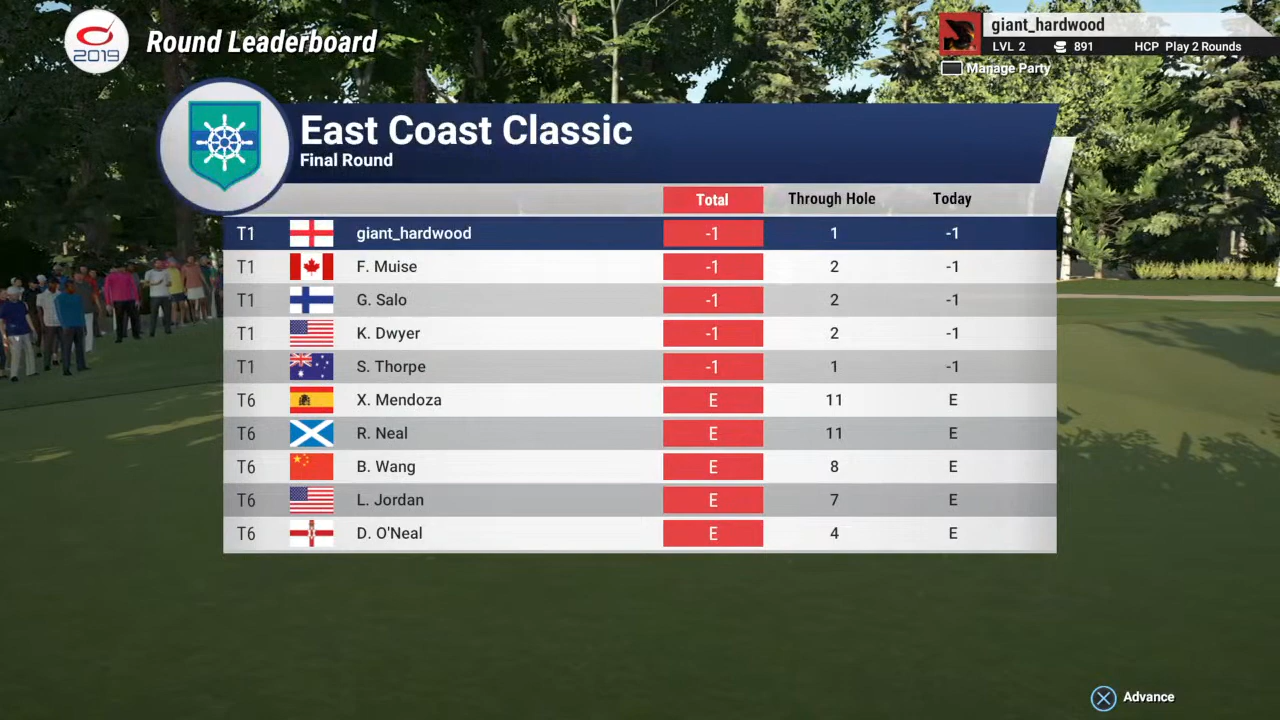 2019
Round Leaderboard
giant_hardwood
LVL 2 891 HCP Play 2 Rounds
Manage Party
East Coast Classic
Final Round
Total Through Hole Today
T1 giant_hardwood -1 1 -1
T1 F. Muise -1 2 -1
T1 G. Salo -1 2 -1
T1 K. Dwyer -1 2 -1
T1 S. Thorpe -1 1 -1
T6 X. Mendoza E 11 E
T6 R. Neal E 11 E
T6 B. Wang E 8 E
T6 L. Jordan E 7 E
T6 D. O'Neal E 4 E
Advance